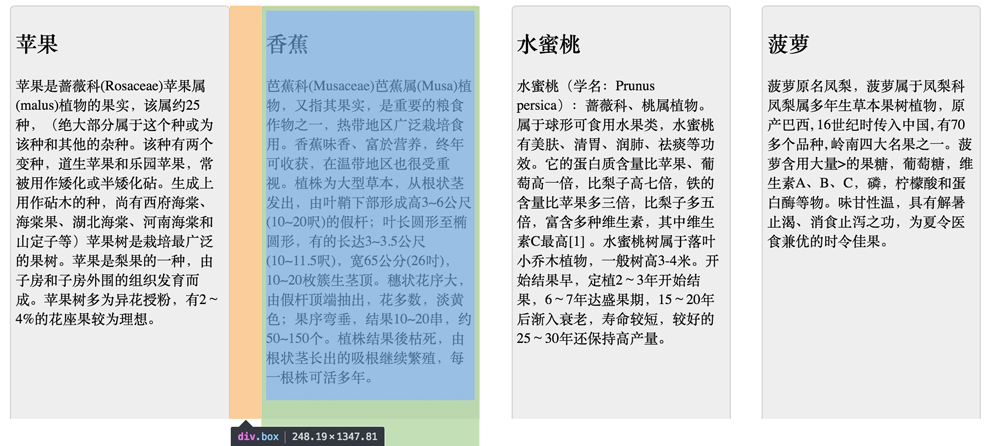 苹果
苹果是蔷薇科(Rosaceae)苹果属
(malus)植物的果实，该属约25
种，（绝大部分属于这个种或为
该种和其他的杂种。该种有两个
变种，道生苹果和乐园苹果，常
被用作矮化或半矮化砧。生成上
用作砧木的种，尚有西府海棠、
海棠果、湖北海棠、河南海棠和
山定子等）苹果树是栽培最广泛
的果树。苹果是梨果的一种，由
子房和子房外围的组织发育而
成。苹果树多为异花授粉，有2～
4%的花座果较为理想。
香蕉
芭蕉科(Musaceae)芭蕉属(Musa)植
物，又指其果实，是重要的粮食
作物之一，热带地区广泛栽培食
用。香蕉味香、富於营养，终年
可收获，在温带地区也很受重
视。植株为大型草本，从根状茎
发出，由叶鞘下部形成高3~6公尺
(10~20呎)的假杆；叶长圆形至椭
圆形，有的长达3~3.5公尺
(10~11.5呎)，宽65公分(26吋)，
10~20枚簇生茎顶。穗状花序大，
由假杆顶端抽出，花多数，淡黄
色；果序弯垂，结果10~20串，约
50~150个。植株结果後枯死，由
根状茎长出的吸根继续繁殖，每
一根株可活多年。
水蜜桃
水蜜桃（学名：Prunus
persica）：蔷薇科、桃属植物。
属于球形可食用水果类，水蜜桃
有美肤、清胃、润肺、祛痰等功
效。它的蛋白质含量比苹果、葡
萄高一倍，比梨子高七倍，铁的
含量比苹果多三倍，比梨子多五
倍，富含多种维生素，其中维生
素C最高[1] 。水蜜桃树属于落叶
小乔木植物，一般树高3-4米。开
始结果早，定植2～3年开始结
果，6～7年达盛果期，15～20年
后渐入衰老，寿命较短，较好的
25～30年还保持高产量。
菠萝
菠萝原名凤梨，菠萝属于凤梨科
凤梨属多年生草本果树植物，原
产巴西,16世纪时传入中国,有70
多个品种,岭南四大名果之一。菠
萝含用大量>的果糖，葡萄糖，维
生素A、B、C，磷，柠檬酸和蛋
白酶等物。味甘性温，具有解暑
止渴、消食止泻之功，为夏令医
食兼优的时令佳果。
div.box 248.19×1347.81